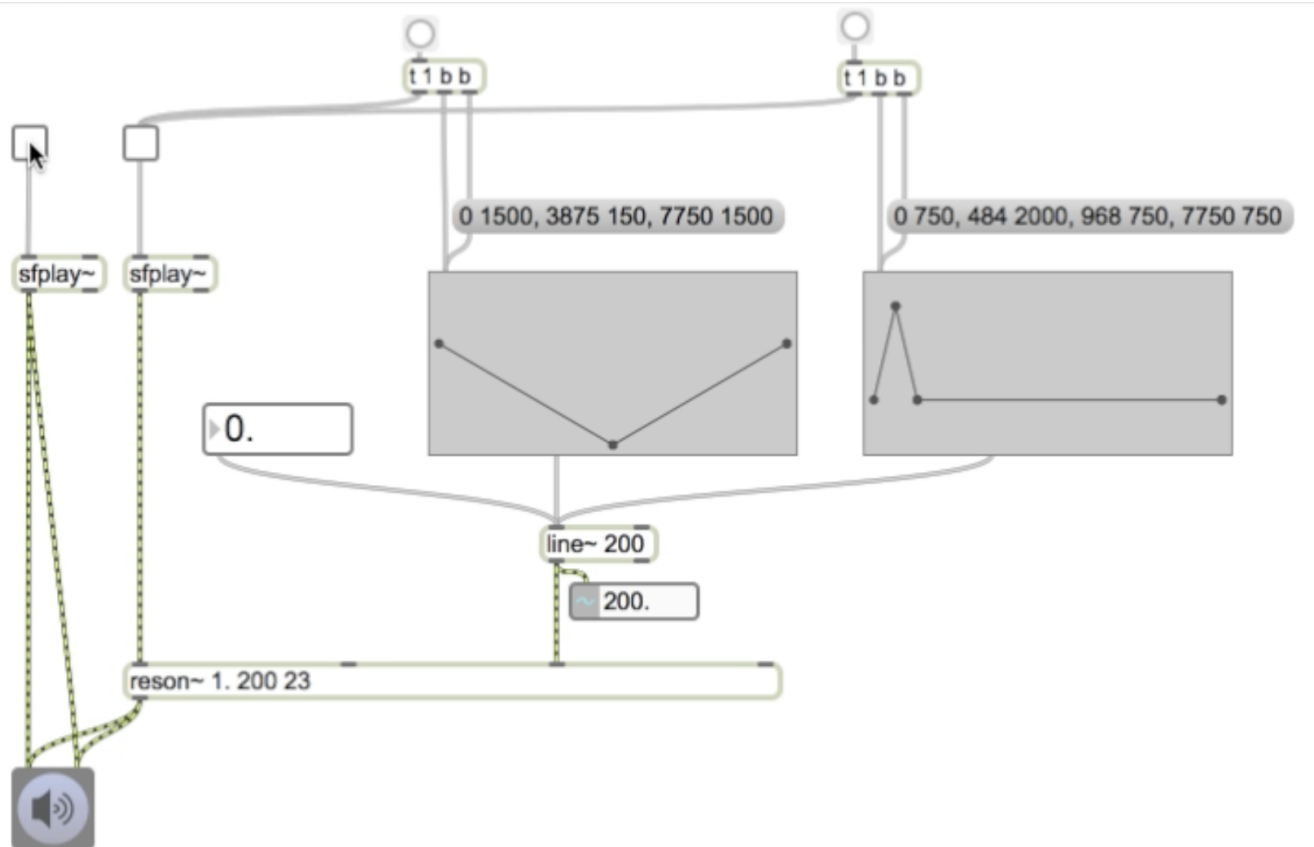 t 1 b b
t 1 b b
0 1500, 3875 150, 7750 1500
0 750, 484 2000, 968 750, 7750 750
sfplay~
sfplay~
0.
line~ 200
~ 200.
reson~ 1. 200 23